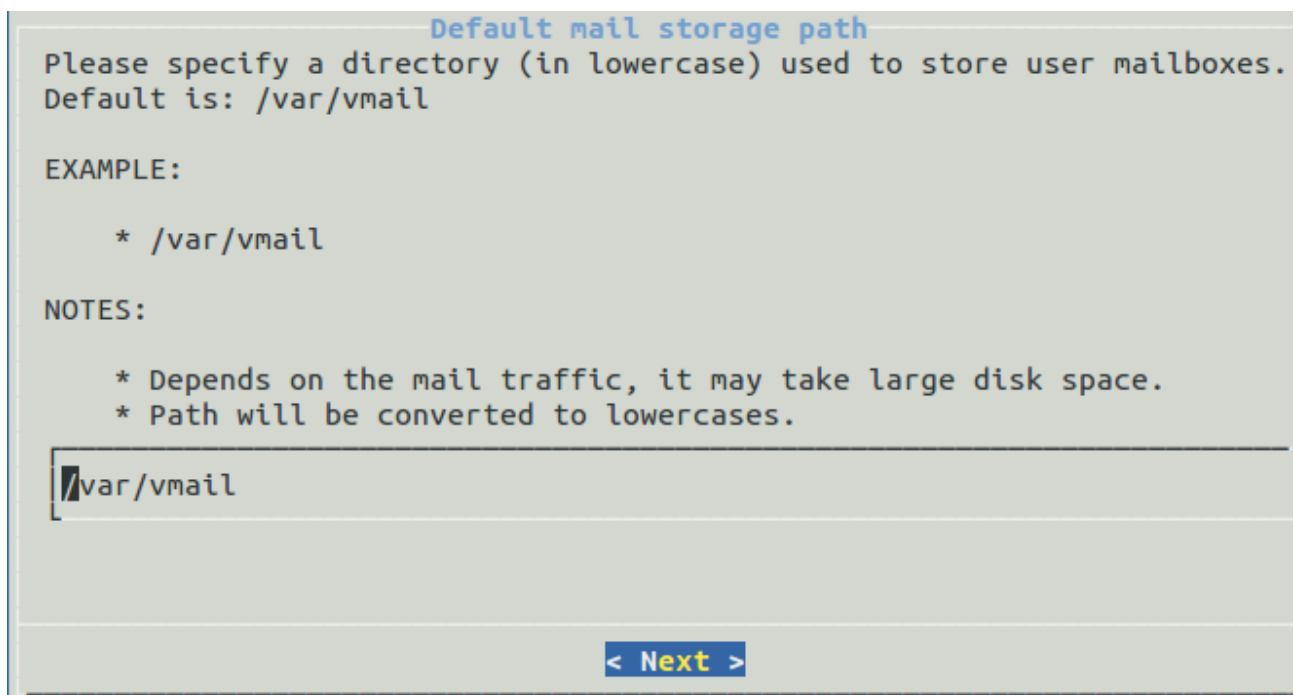 Default mail storage path
Please specify a directory (in lowercase) used to store user mailboxes.
Default is: /var/vmail
EXAMPLE:
* /var/vmail
NOTES:
* Depends on the mail traffic, it may take large disk space.
* Path will be converted to lowercases.
/var/vmail
< Next >